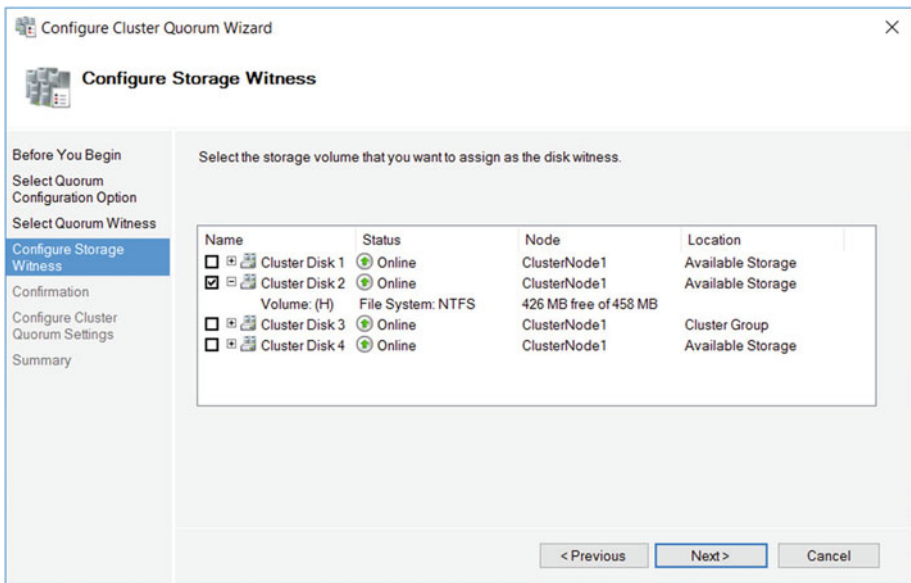 Configure Cluster Quorum Wizard
Configure Storage Witness
Before You Begin
Select Quorum
Configuration Option
Select Quorum Witness
Configure Storage
Witness
Confirmation
Configure Cluster
Quorum Settings
Summary
Select the storage volume that you want to assign as the disk witness.
Name Status Node Location
Cluster Disk 1 Online ClusterNode1 Available Storage
Cluster Disk 2 Online ClusterNode1 Available Storage
Volume: (H) File System: NTFS 426 MB free of 458 MB
Cluster Disk 3 Online ClusterNode1 Cluster Group
Cluster Disk 4 Online ClusterNode1 Available Storage
< Previous Next > Cancel